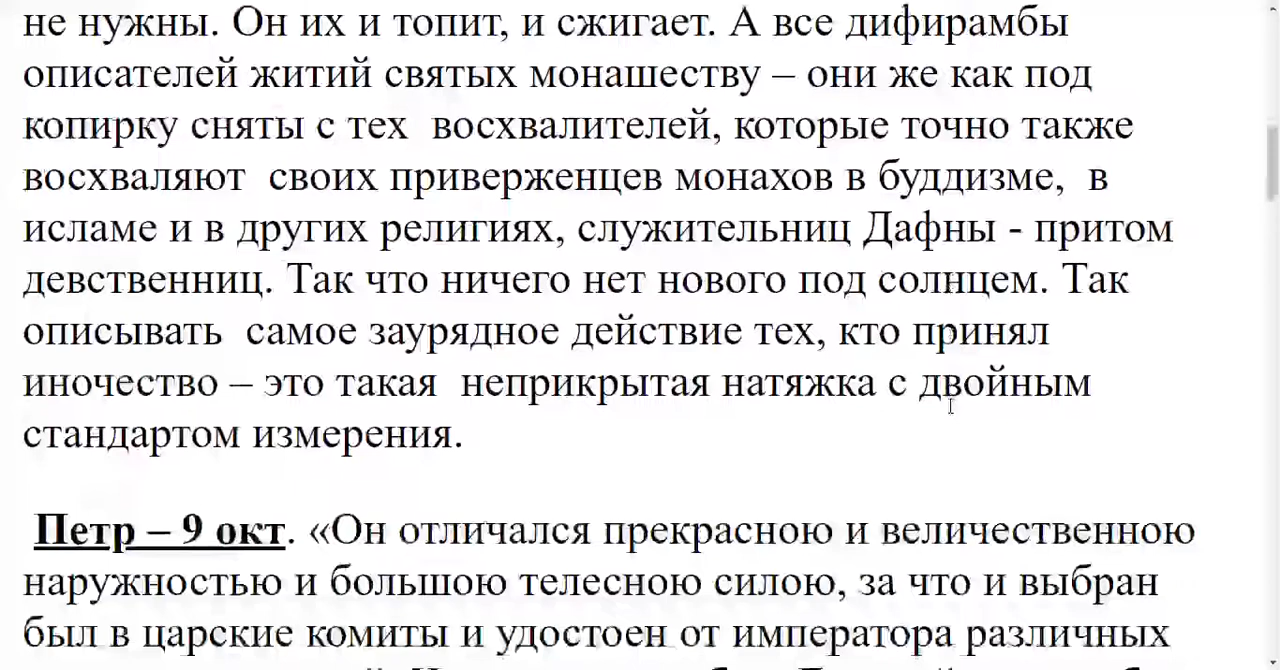 не нужны. Он их и топит, и сжигает. А все дифирамбы
описателей житий святых монашеству – они же как под
копирку сняты с тех  восхвалителей, которые точно также
восхваляют  своих приверженцев монахов в буддизме,  в
исламе и в других религиях, служительниц Дафны - притом
девственниц. Так что ничего нет нового под солнцем. Так
описывать  самое заурядное действие тех, кто принял
иночество – это такая  неприкрытая натяжка с двойным
стандартом измерения.
Петр – 9 окт. «Он отличался прекрасною и величественною
наружностью и большою телесною силою, за что и выбран
был в царские комиты и удостоен от императора различных